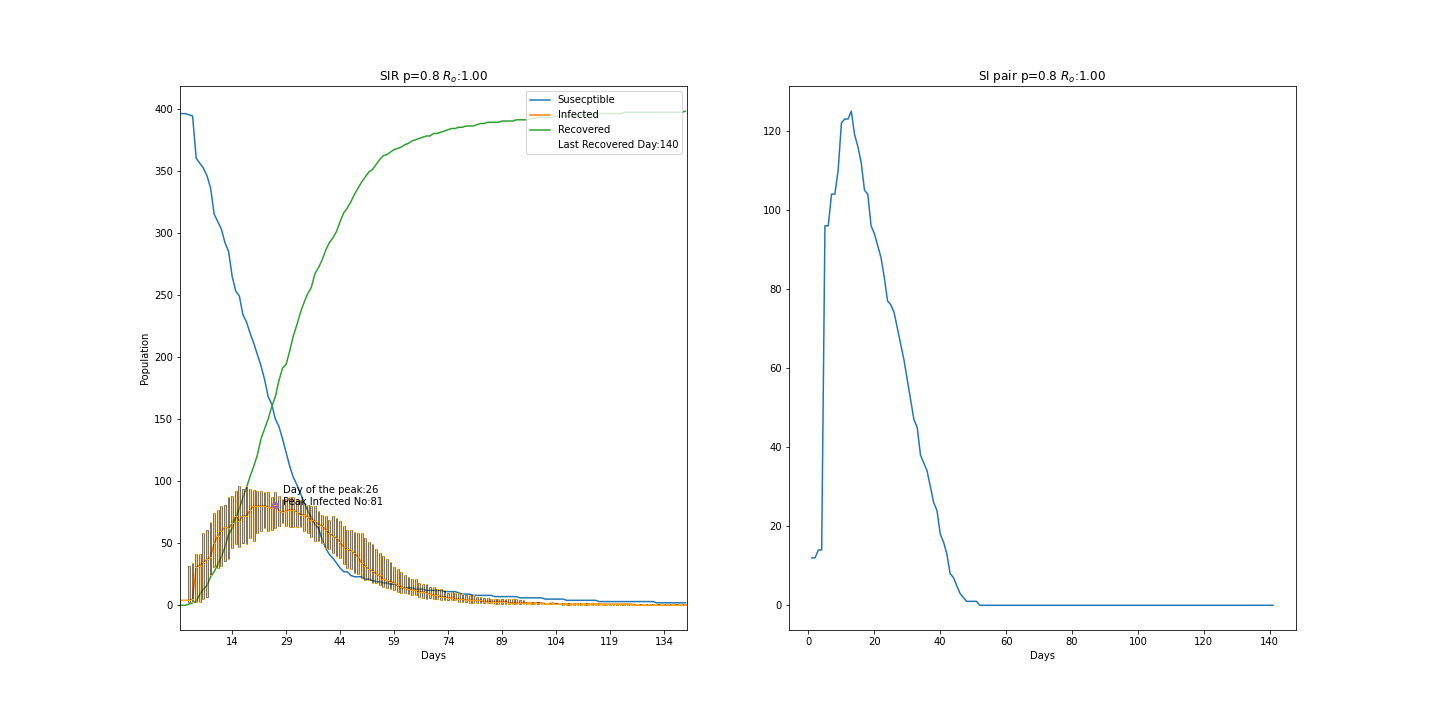 SIR p=0.8 Rₒ:1.00
Susecptible
Infected
Recovered
Last Recovered Day:140
Population
400
350
300
250
200
150
100
50
0
Day of the peak:26
Peak Infected No:81
14 29 44 59 74 89 104 119 134
Days
SI pair p=0.8 Rₒ:1.00
120
100
80
60
40
20
0
0 20 40 60 80 100 120 140
Days